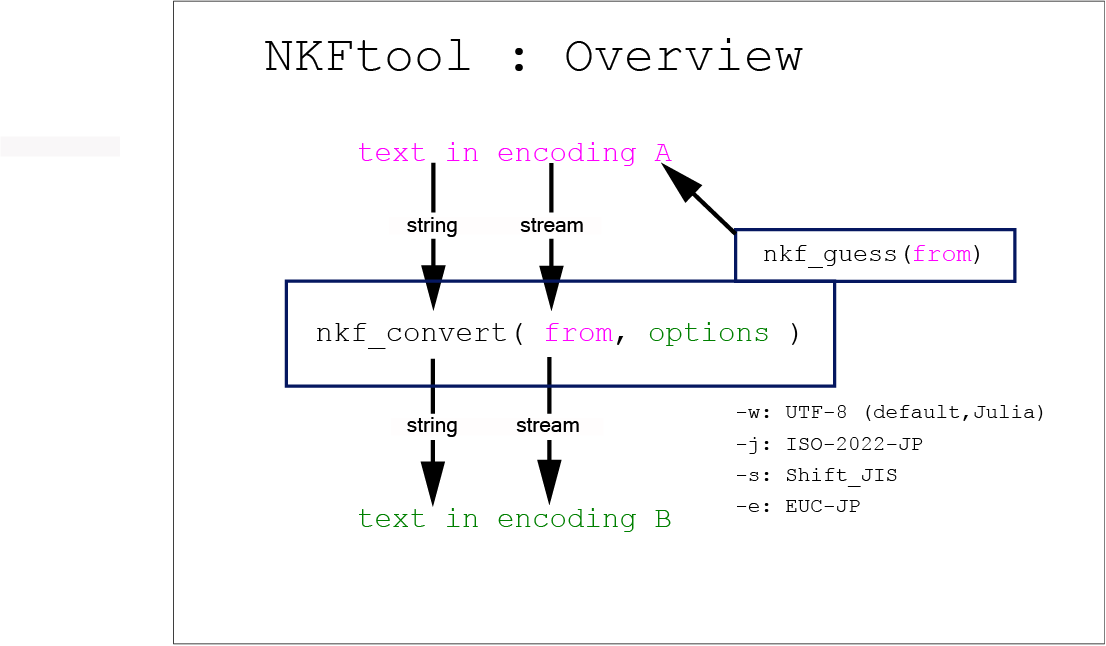 NKFtool : Overview
text in encoding A
string stream
nkf_guess(from)
nkf_convert( from, options )
string stream
-w: UTF-8 (default,Julia)
-j: ISO-2022-JP
-s: Shift_JIS
-e: EUC-JP
text in encoding B